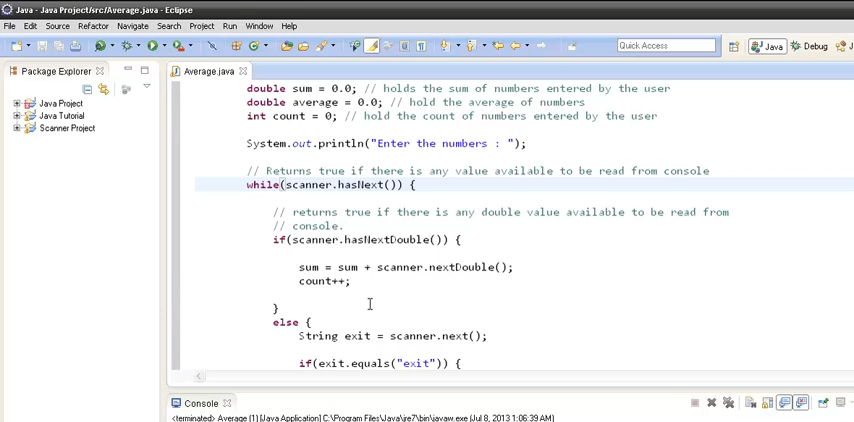 Java - Java Project/src/Average.java - Eclipse
File Edit Source Refactor Navigate Search Project Run Window Help
Quick Access
Java
Debug
Package Explorer
Java Project
Java Tutorial
Scanner Project
Average.java
double sum = 0.0; // holds the sum of numbers entered by the user
double average = 0.0; // hold the average of numbers
int count = 0; // hold the count of numbers entered by the user
System.out.println("Enter the numbers : ");
// Returns true if there is any value available to be read from console
while(scanner.hasNext()) {
// returns true if there is any double value available to be read from
// console.
if(scanner.hasNextDouble()) {
sum = sum + scanner.nextDouble();
count++;
}
else {
String exit = scanner.next();
if(exit.equals("exit")) {
Console
<terminated> Average (1) [Java Application] C:\Program Files\Java\jre7\bin\javaw.exe (Jul 8, 2013 1:06:39 AM)